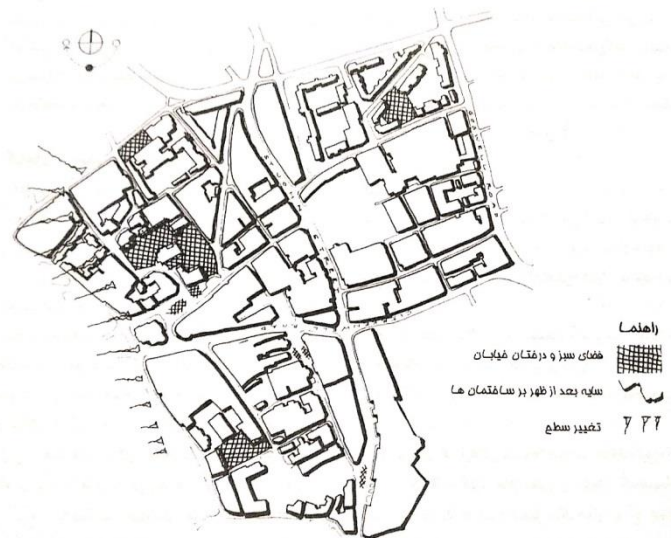 راهنما
فضای سبز و درختان خیابان
سایه بعد از ظهر بر ساختمان ها
تغییر سطح